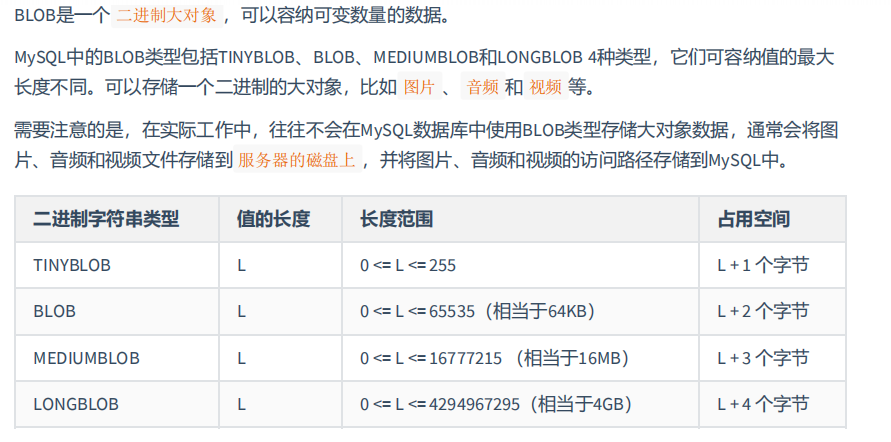 BLOB是一个 二进制大对象 ，可以容纳可变数量的数据。
MySQL中的BLOB类型包括TINYBLOB、BLOB、MEDIUMBLOB和LONGBLOB 4种类型，它们可容纳值的最大
长度不同。可以存储一个二进制的大对象，比如 图片 、 音频 和 视频 等。
需要注意的是，在实际工作中，往往不会在MySQL数据库中使用BLOB类型存储大对象数据，通常会将图
片、音频和视频文件存储到 服务器的磁盘上 ，并将图片、音频和视频的访问路径存储到MySQL中。
二进制字符串类型 值的长度 长度范围 占用空间
TINYBLOB L 0 <= L <= 255 L + 1 个字节
BLOB L 0 <= L <= 65535（相当于64KB） L + 2 个字节
MEDIUMBLOB L 0 <= L <= 16777215 （相当于16MB） L + 3 个字节
LONGBLOB L 0 <= L <= 4294967295（相当于4GB） L + 4 个字节